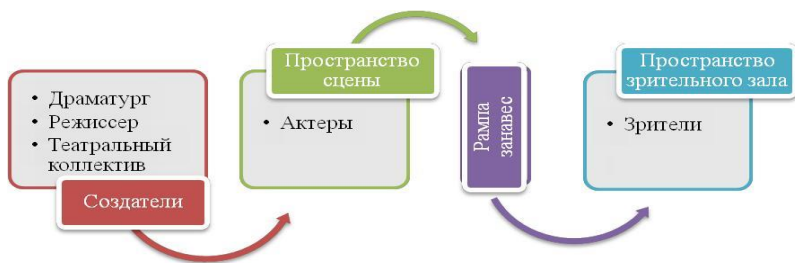 • Драматург
• Режиссер
• Театральный
коллектив
Создатели
Пространство
сцены
• Актеры
Рампа
занавес
Пространство
зрительного зала
• Зрители